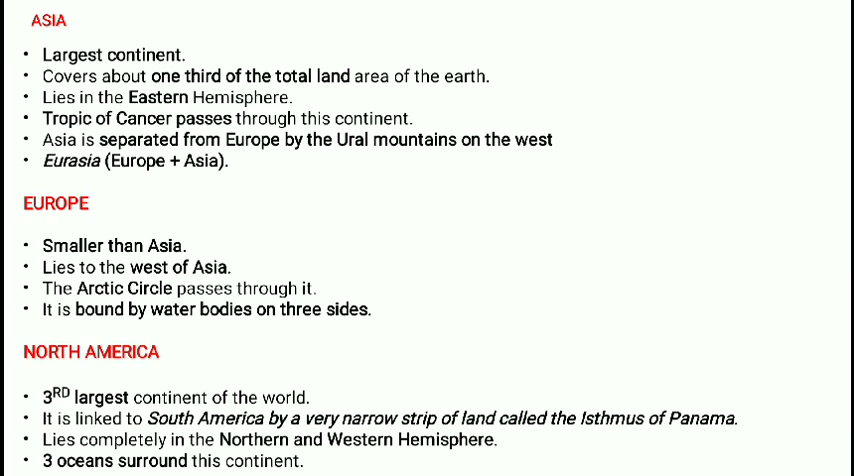 ASIA
• Largest continent.
• Covers about one third of the total land area of the earth.
• Lies in the Eastern Hemisphere.
• Tropic of Cancer passes through this continent.
• Asia is separated from Europe by the Ural mountains on the west
• Eurasia (Europe + Asia).
EUROPE
• Smaller than Asia.
• Lies to the west of Asia.
• The Arctic Circle passes through it.
• It is bound by water bodies on three sides.
NORTH AMERICA
• 3RD largest continent of the world.
• It is linked to South America by a very narrow strip of land called the Isthmus of Panama.
• Lies completely in the Northern and Western Hemisphere.
• 3 oceans surround this continent.